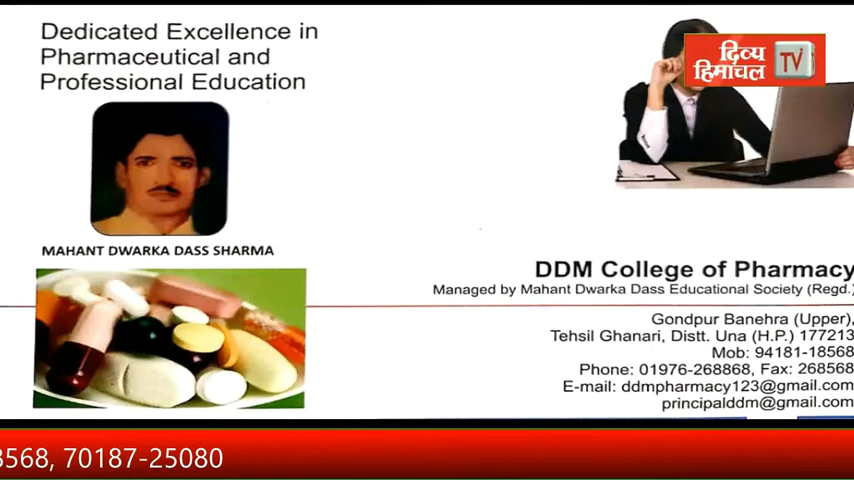 Dedicated Excellence in
Pharmaceutical and
Professional Education
दिव्य
हिमाचल
TV
MAHANT DWARKA DASS SHARMA
DDM College of Pharmacy
Managed by Mahant Dwarka Dass Educational Society (Regd.)
Gondpur Banehra (Upper),
Tehsil Ghanari, Distt. Una (H.P.) 177213
Mob: 94181-18568
Phone: 01976-268868, Fax: 268568
E-mail: ddmpharmacy123@gmail.com
principalddm@gmail.com
8568, 70187-25080